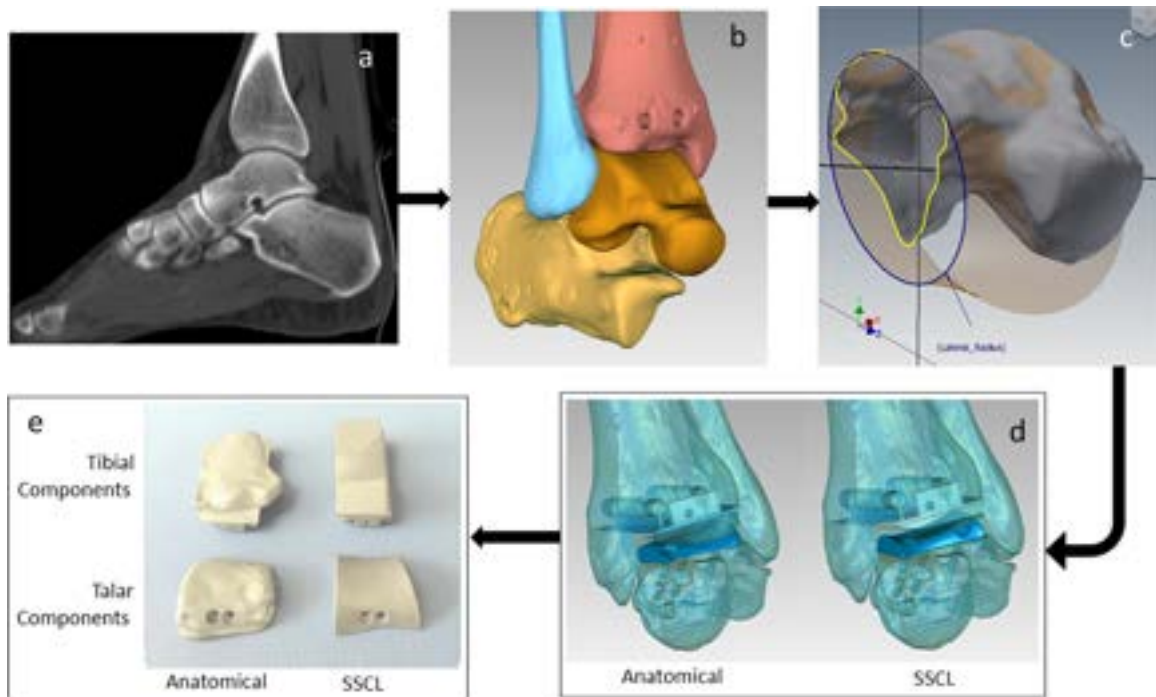 a
b
c
[Lateral_Radius]
e
Tibial
Components
Talar
Components
Anatomical
SSCL
d
Anatomical
SSCL